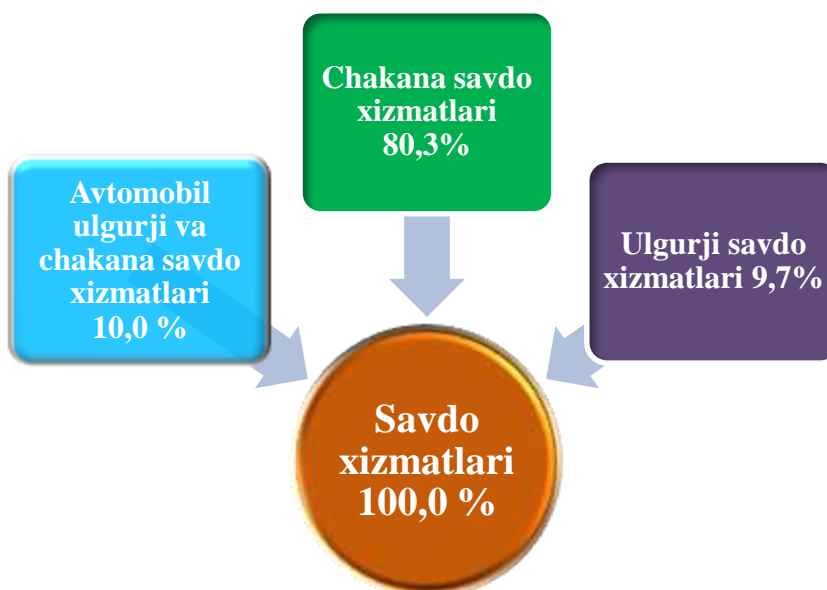 Chakana savdo
xizmatlari
80,3%
Avtomobil
ulgurji va
chakana savdo
xizmatlari
10,0 %
Ulgurji savdo
xizmatlari 9,7%
Savdo
xizmatlari
100,0 %